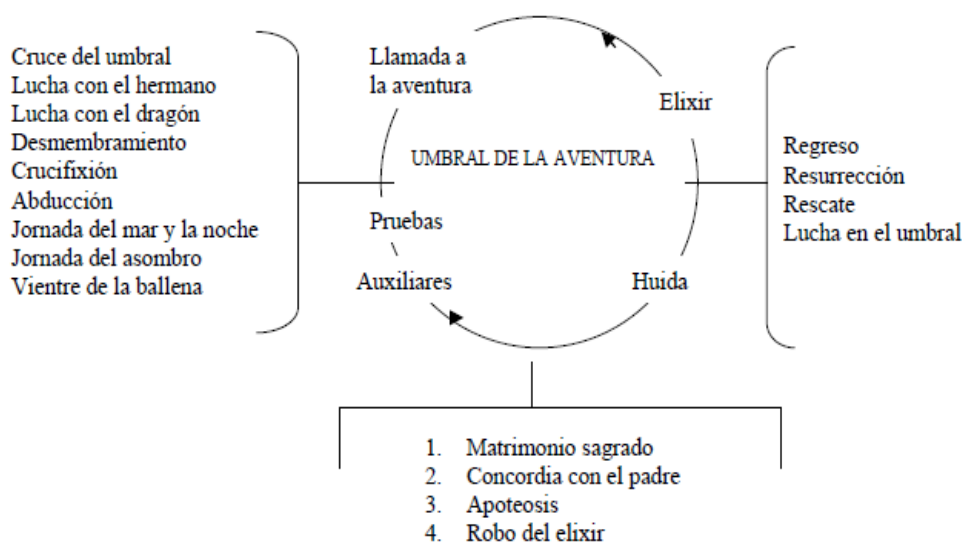 Cruce del umbral
Lucha con el hermano
Lucha con el dragón
Desmembramiento
Crucifixión
Abducción
Jornada del mar y la noche
Jornada del asombro
Vientre de la ballena
Llamada a
la aventura
Elixir
UMBRAL DE LA AVENTURA
Pruebas
Auxiliares
Huida
Regreso
Resurrección
Rescate
Lucha en el umbral
1. Matrimonio sagrado
2. Concordia con el padre
3. Apoteosis
4. Robo del elixir